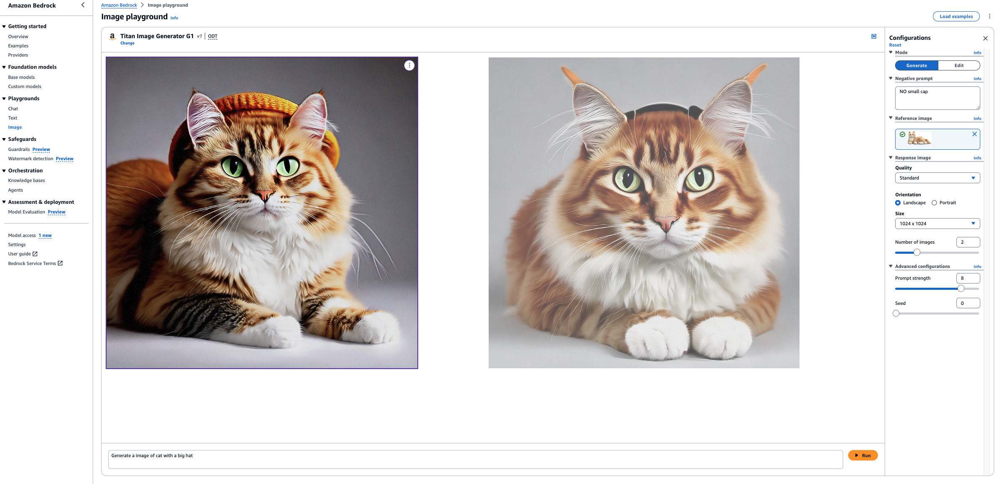 Amazon Bedrock
Getting started
Overview
Examples
Providers
Foundation models
Base models
Custom models
Playgrounds
Chat
Text
Image
Safeguards
Guardrails Preview
Watermark detection Preview
Orchestration
Knowledge bases
Agents
Assessment & deployment
Model Evaluation Preview
Model access 1 new
Settings
User guide
Bedrock Service Terms
Amazon Bedrock Image playground
Image playground Info
Load examples
a Titan Image Generator G1 v1 | ODT
Change
Generate a image of cat with a big hat
Run
Configurations
Reset
Mode Info
Generate Edit
Negative prompt Info
NO small cap
Reference image Info
Response image Info
Quality
Standard
Orientation
Landscape Portrait
Size
1024 x 1024
Number of images 2
Advanced configurations Info
Prompt strength 8
Seed 0